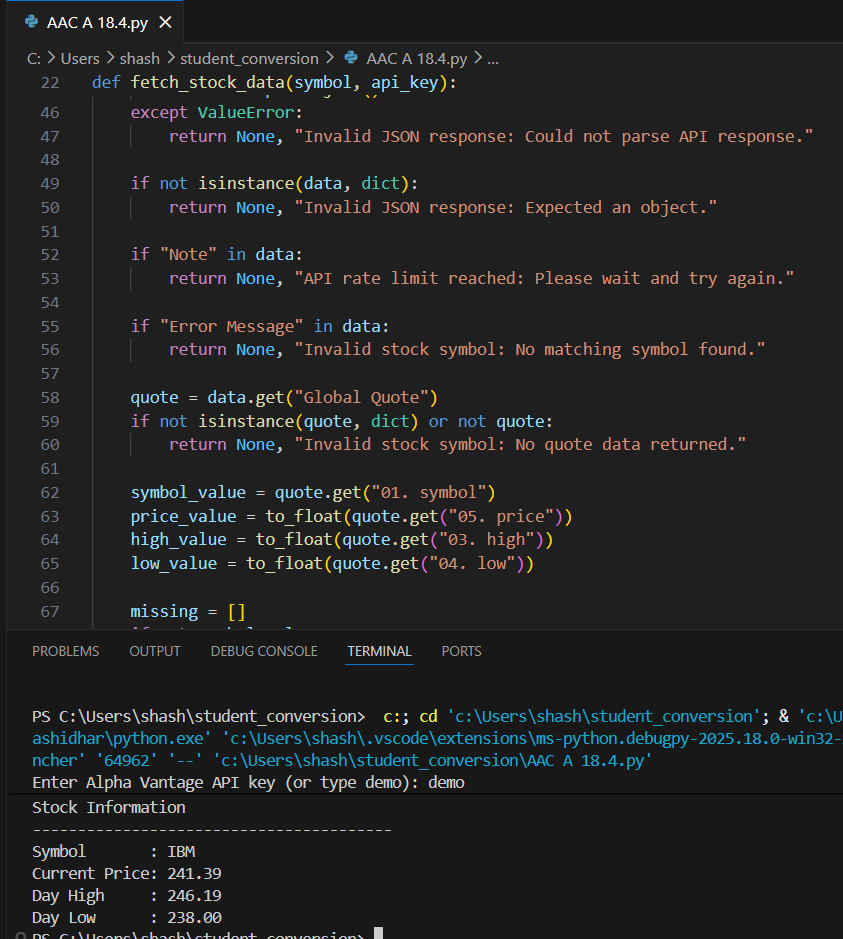 AAC A 18.4.py
C: > Users > shash > student_conversion > AAC A 18.4.py > ...
22 def fetch_stock_data(symbol, api_key):
46 except ValueError:
47 return None, "Invalid JSON response: Could not parse API response."
48
49 if not isinstance(data, dict):
50 return None, "Invalid JSON response: Expected an object."
51
52 if "Note" in data:
53 return None, "API rate limit reached: Please wait and try again."
54
55 if "Error Message" in data:
56 return None, "Invalid stock symbol: No matching symbol found."
57
58 quote = data.get("Global Quote")
59 if not isinstance(quote, dict) or not quote:
60 return None, "Invalid stock symbol: No quote data returned."
61
62 symbol_value = quote.get("01. symbol")
63 price_value = to_float(quote.get("05. price"))
64 high_value = to_float(quote.get("03. high"))
65 low_value = to_float(quote.get("04. low"))
66
67 missing = []
PROBLEMS OUTPUT DEBUG CONSOLE TERMINAL PORTS
PS C:\Users\shash\student_conversion> c:; cd 'c:\Users\shash\student_conversion'; & 'c:\U
ashidhar\python.exe' 'c:\Users\shash\.vscode\extensions\ms-python.debugpy-2025.18.0-win32-
ncher' '64962' '--' 'c:\Users\shash\student_conversion\AAC A 18.4.py'
Enter Alpha Vantage API key (or type demo): demo
Stock Information
----------------------------------------
Symbol : IBM
Current Price: 241.39
Day High : 246.19
Day Low : 238.00
PS C:\Users\shash\student_conversion>